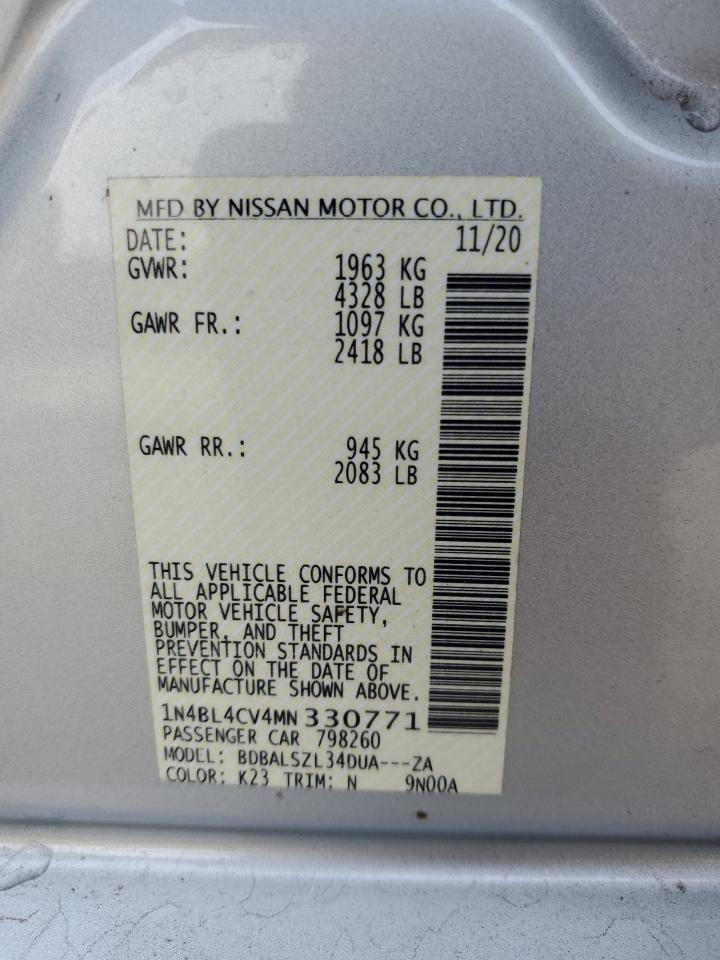 MFD BY NISSAN MOTOR CO., LTD.
DATE: 11/20
GVWR: 1963 KG
4328 LB
GAWR FR.: 1097 KG
2418 LB
GAWR RR.: 945 KG
2083 LB
THIS VEHICLE CONFORMS TO
ALL APPLICABLE FEDERAL
MOTOR VEHICLE SAFETY,
BUMPER, AND THEFT
PREVENTION STANDARDS IN
EFFECT ON THE DATE OF
MANUFACTURE SHOWN ABOVE.
1N4BL4CV4MN 330771
PASSENGER CAR 798260
MODEL: BDBALSZL34DUA---ZA
COLOR: K23 TRIM: N 9N00A